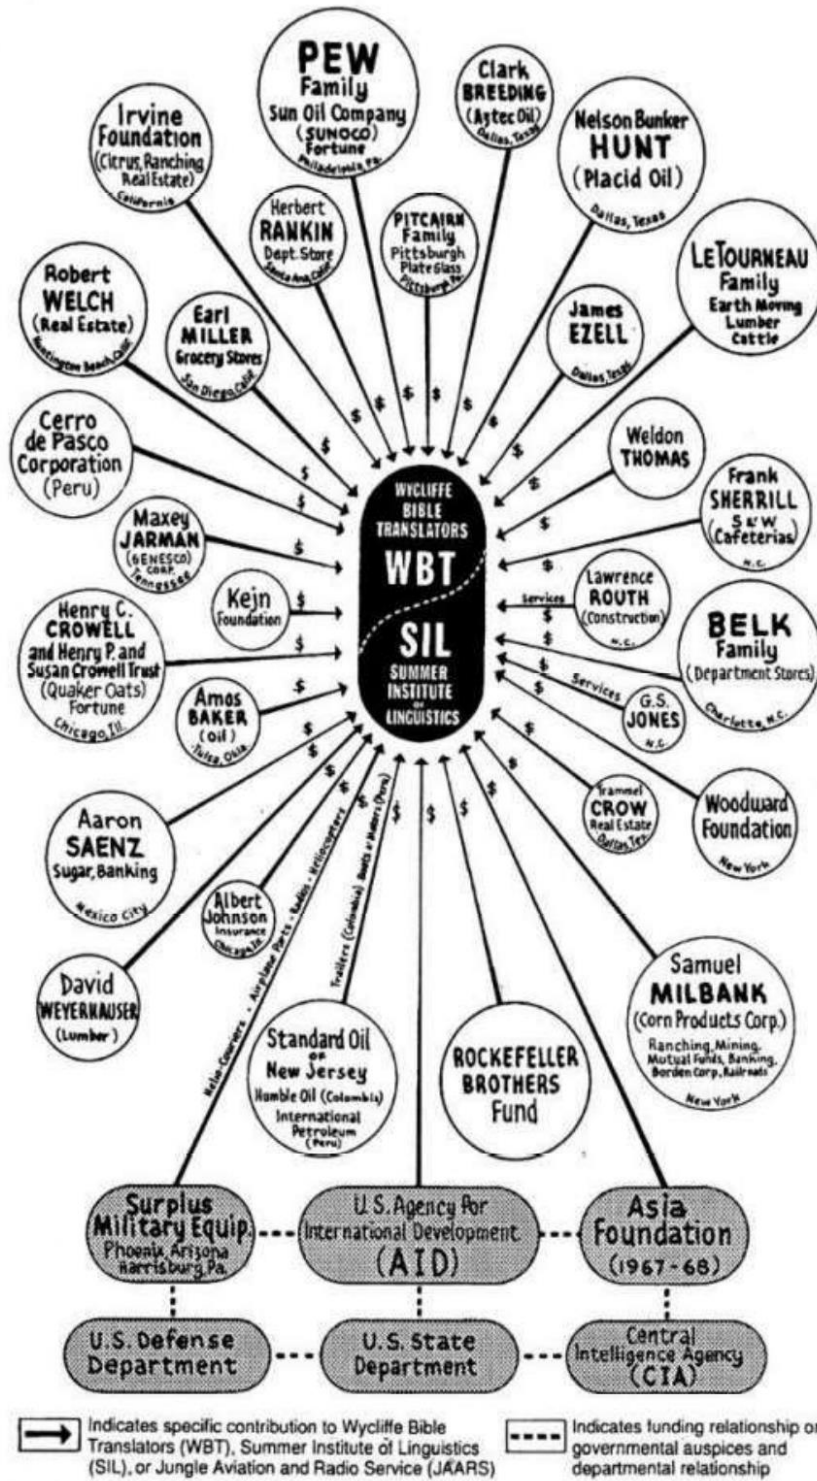 PEW
Family
Sun Oil Company
(SUNOCO)
Fortune
Philadelphia, Pa.
Clark
BREEDING
(Aztec Oil)
Dallas, Texas
Irvine
Foundation
(Citrus, Ranching
Real Estate)
California
Nelson Bunker
HUNT
(Placid Oil)
Dallas, Texas
Herbert
RANKIN
Dept. Store
Santa Ana, Calif.
PITCAIRN
Family
Pittsburgh
Plate Glass
Pittsburgh, Pa.
LETOURNEAU
Family
Earth Moving
Lumber
Cattle
Robert
WELCH
(Real Estate)
Huntington Beach, Calif.
Earl
MILLER
Grocery Stores
San Diego, Calif.
James
EZELL
Dallas, Texas
Cerro
de Pasco
Corporation
(Peru)
Weldon
THOMAS
Frank
SHERRILL
S & W
(Cafeterias)
N.C.
Maxey
JARMAN
(GENESCO)
CORP.
Tennessee
Kejn
Foundation
Lawrence
ROUTH
(Construction)
N.C.
Services
Henry C.
CROWELL
and Henry P. and
Susan Crowell Trust
(Quaker Oats)
Fortune
Chicago, Ill.
BELK
Family
(Department Stores)
Charlotte, N.C.
Services
G.S.
JONES
N.C.
Amos
BAKER
(Oil)
Tulsa, Okla.
WYCLIFFE
BIBLE
TRANSLATORS
WBT
SIL
SUMMER
INSTITUTE
OF
LINGUISTICS
Trammel
CROW
Real Estate
Dallas, Tex.
Woodward
Foundation
New York
Aaron
SAENZ
Sugar, Banking
Mexico City
Albert
Johnson
Insurance
Chicago, Ill.
David
WEYERHAUSER
(Lumber)
Helio-Couriers - Airplane Parts - Radios - Helicopters
Trailers (Colombia) Boats & Motors (Peru)
Standard Oil
OF
New Jersey
Humble Oil (Colombia)
International
Petroleum
(Peru)
ROCKEFELLER
BROTHERS
Fund
Samuel
MILBANK
(Corn Products Corp.)
Ranching, Mining,
Mutual Funds, Banking,
Borden Corp., Railroads
New York
Surplus
Military Equip.
Phoenix, Arizona
Harrisburg, Pa.
U.S. Agency for
International Development
(AID)
Asia
Foundation
(1967-68)
U.S. Defense
Department
U.S. State
Department
Central
Intelligence Agency
(CIA)
Indicates specific contribution to Wycliffe Bible
Translators (WBT), Summer Institute of Linguistics
(SIL), or Jungle Aviation and Radio Service (JAARS)
Indicates funding relationship or
governmental auspices and
departmental relationship